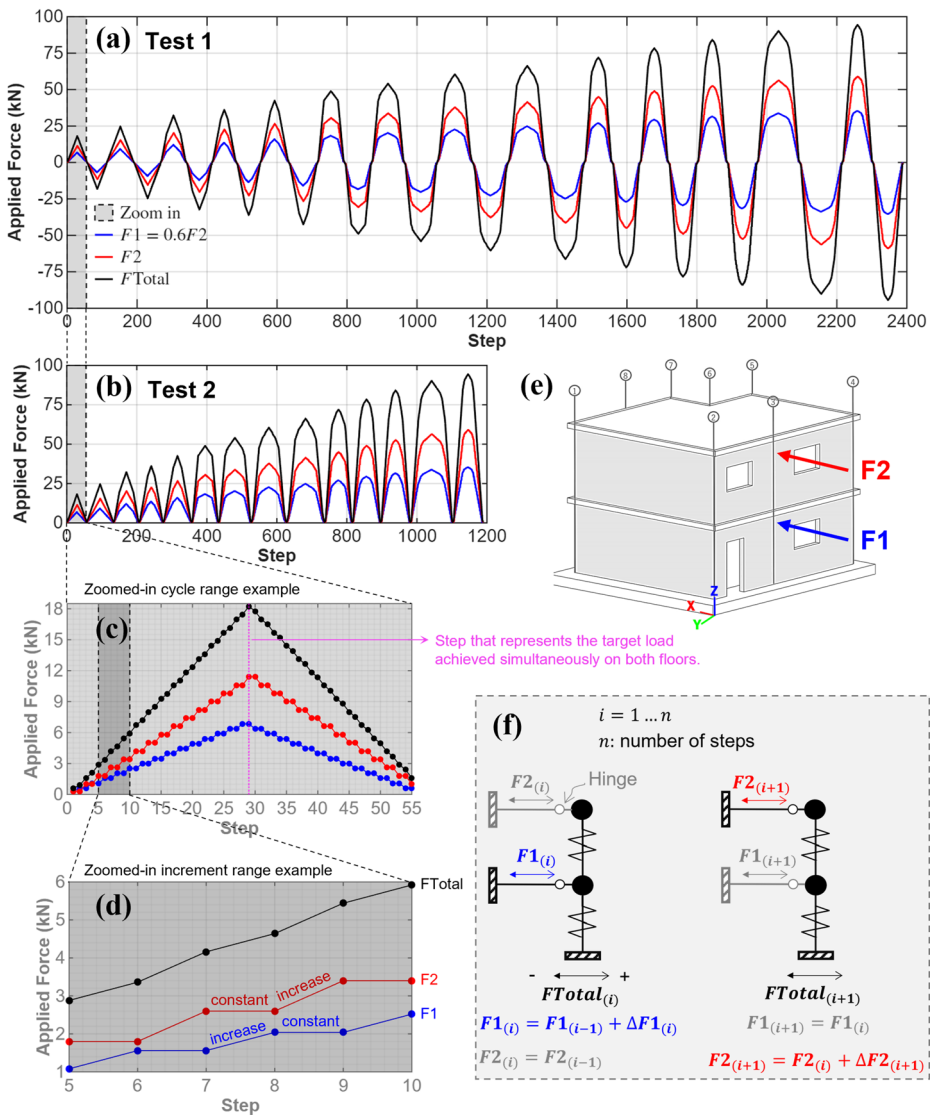 (a) Test 1
Applied Force (kN)
100
75
50
25
0
-25
-50
-75
-100
Zoom in
F1 = 0.6F2
F2
FTotal
0 200 400 600 800 1000 1200 1400 1600 1800 2000 2200 2400
Step
(b) Test 2
Applied Force (kN)
100
75
50
25
0
0 200 400 600 800 1000 1200
Step
(e)
1 8 7 6 5 2 3 4
F2
F1
Z
X
Y
Zoomed-in cycle range example
(c)
Applied Force (kN)
18
15
12
9
6
3
0
0 5 10 15 20 25 30 35 40 45 50 55
Step
Step that represents the target load
achieved simultaneously on both floors.
Zoomed-in increment range example
(d)
Applied Force (kN)
6
5
4
3
2
1
FTotal
F2
F1
constant increase
increase constant
5 6 7 8 9 10
Step
(f)
i = 1 … n
n: number of steps
F2(i) Hinge
F1(i)
- +
FTotal(i)
F1(i) = F1(i−1) + ΔF1(i)
F2(i) = F2(i−1)
F2(i+1)
F1(i+1)
FTotal(i+1)
F1(i+1) = F1(i)
F2(i+1) = F2(i) + ΔF2(i+1)